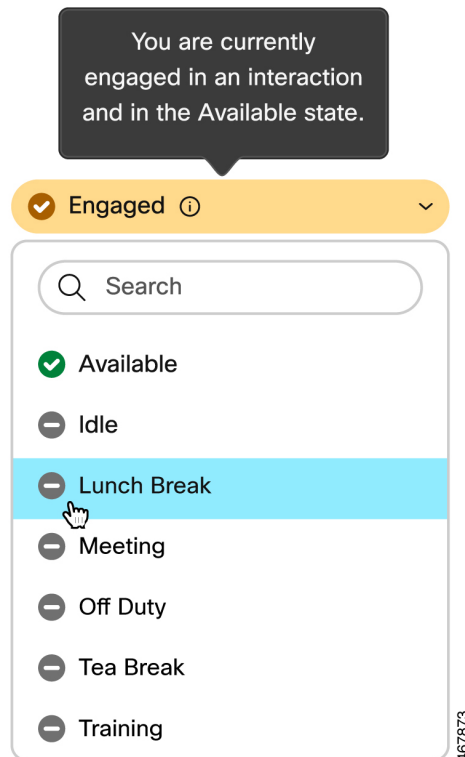 You are currently
engaged in an interaction
and in the Available state.
Engaged
Search
Available
Idle
Lunch Break
Meeting
Off Duty
Tea Break
Training
467873